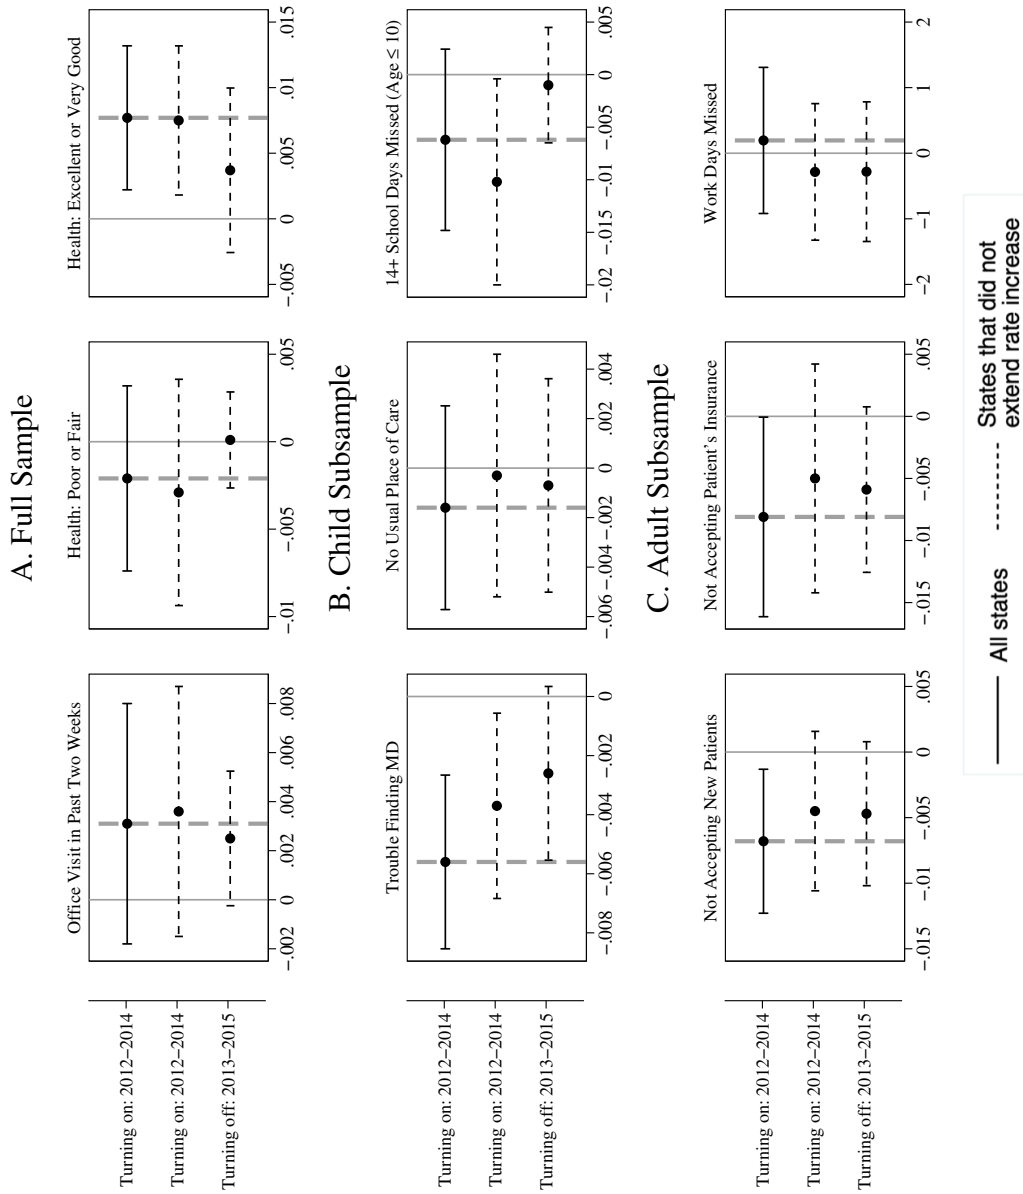 A. Full Sample
Office Visit in Past Two Weeks
Health: Poor or Fair
Health: Excellent or Very Good
Turning on: 2012–2014
Turning on: 2012–2014
Turning off: 2013–2015
−.002 0 .002 .004 .006 .008
−.01 −.005 0 .005
−.005 0 .005 .01 .015
B. Child Subsample
Trouble Finding MD
No Usual Place of Care
14+ School Days Missed (Age ≤ 10)
Turning on: 2012–2014
Turning on: 2012–2014
Turning off: 2013–2015
−.008 −.006 −.004 −.002 0
−.006 −.004 −.002 0 .002 .004
−.02 −.015 −.01 −.005 0 .005
C. Adult Subsample
Not Accepting New Patients
Not Accepting Patient's Insurance
Work Days Missed
Turning on: 2012–2014
Turning on: 2012–2014
Turning off: 2013–2015
−.015 −.01 −.005 0 .005
−.015 −.01 −.005 0 .005
−2 −1 0 1 2
All states
States that did not
extend rate increase